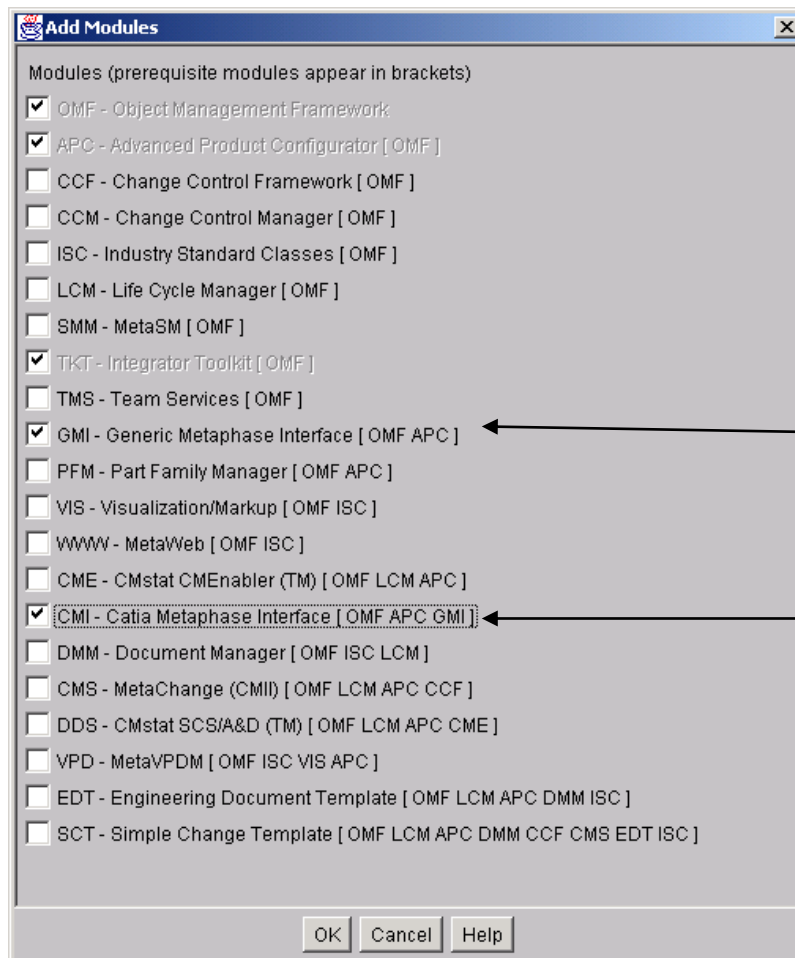 Add Modules
Modules (prerequisite modules appear in brackets)
OMF - Object Management Framework
APC - Advanced Product Configurator [ OMF ]
CCF - Change Control Framework [ OMF ]
CCM - Change Control Manager [ OMF ]
ISC - Industry Standard Classes [ OMF ]
LCM - Life Cycle Manager [ OMF ]
SMM - MetaSM [ OMF ]
TKT - Integrator Toolkit [ OMF ]
TMS - Team Services [ OMF ]
GMI - Generic Metaphase Interface [ OMF APC ]
PFM - Part Family Manager [ OMF APC ]
VIS - Visualization/Markup [ OMF ISC ]
WWW - MetaWeb [ OMF ISC ]
CME - CMstat CMEnabler (TM) [ OMF LCM APC ]
CMI - Catia Metaphase Interface [ OMF APC GMI ]
DMM - Document Manager [ OMF ISC LCM ]
CMS - MetaChange (CMII) [ OMF LCM APC CCF ]
DDS - CMstat SCS/A&D (TM) [ OMF LCM APC CME ]
VPD - MetaVPDM [ OMF ISC VIS APC ]
EDT - Engineering Document Template [ OMF LCM APC DMM ISC ]
SCT - Simple Change Template [ OMF LCM APC DMM CCF CMS EDT ISC ]
OK Cancel Help